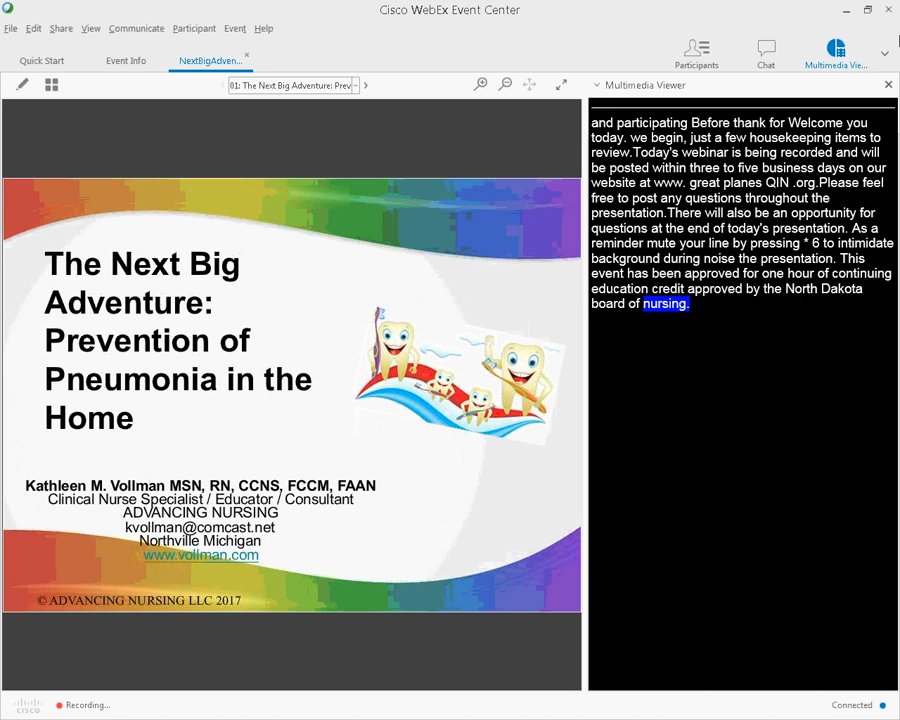 Cisco WebEx Event Center
File Edit Share View Communicate Participant Event Help
Quick Start Event Info NextBigAdven... × Participants Chat Multimedia Vie...
01: The Next Big Adventure: Prev
Multimedia Viewer
The Next Big
Adventure:
Prevention of
Pneumonia in the
Home
Kathleen M. Vollman MSN, RN, CCNS, FCCM, FAAN
Clinical Nurse Specialist / Educator / Consultant
ADVANCING NURSING
kvollman@comcast.net
Northville Michigan
www.vollman.com
© ADVANCING NURSING LLC 2017
and participating Before thank for Welcome you
today. we begin, just a few housekeeping items to
review.Today's webinar is being recorded and will
be posted within three to five business days on our
website at www. great planes QIN .org.Please feel
free to post any questions throughout the
presentation.There will also be an opportunity for
questions at the end of today's presentation. As a
reminder mute your line by pressing * 6 to intimidate
background during noise the presentation. This
event has been approved for one hour of continuing
education credit approved by the North Dakota
board of nursing.
cisco
Recording...
Connected